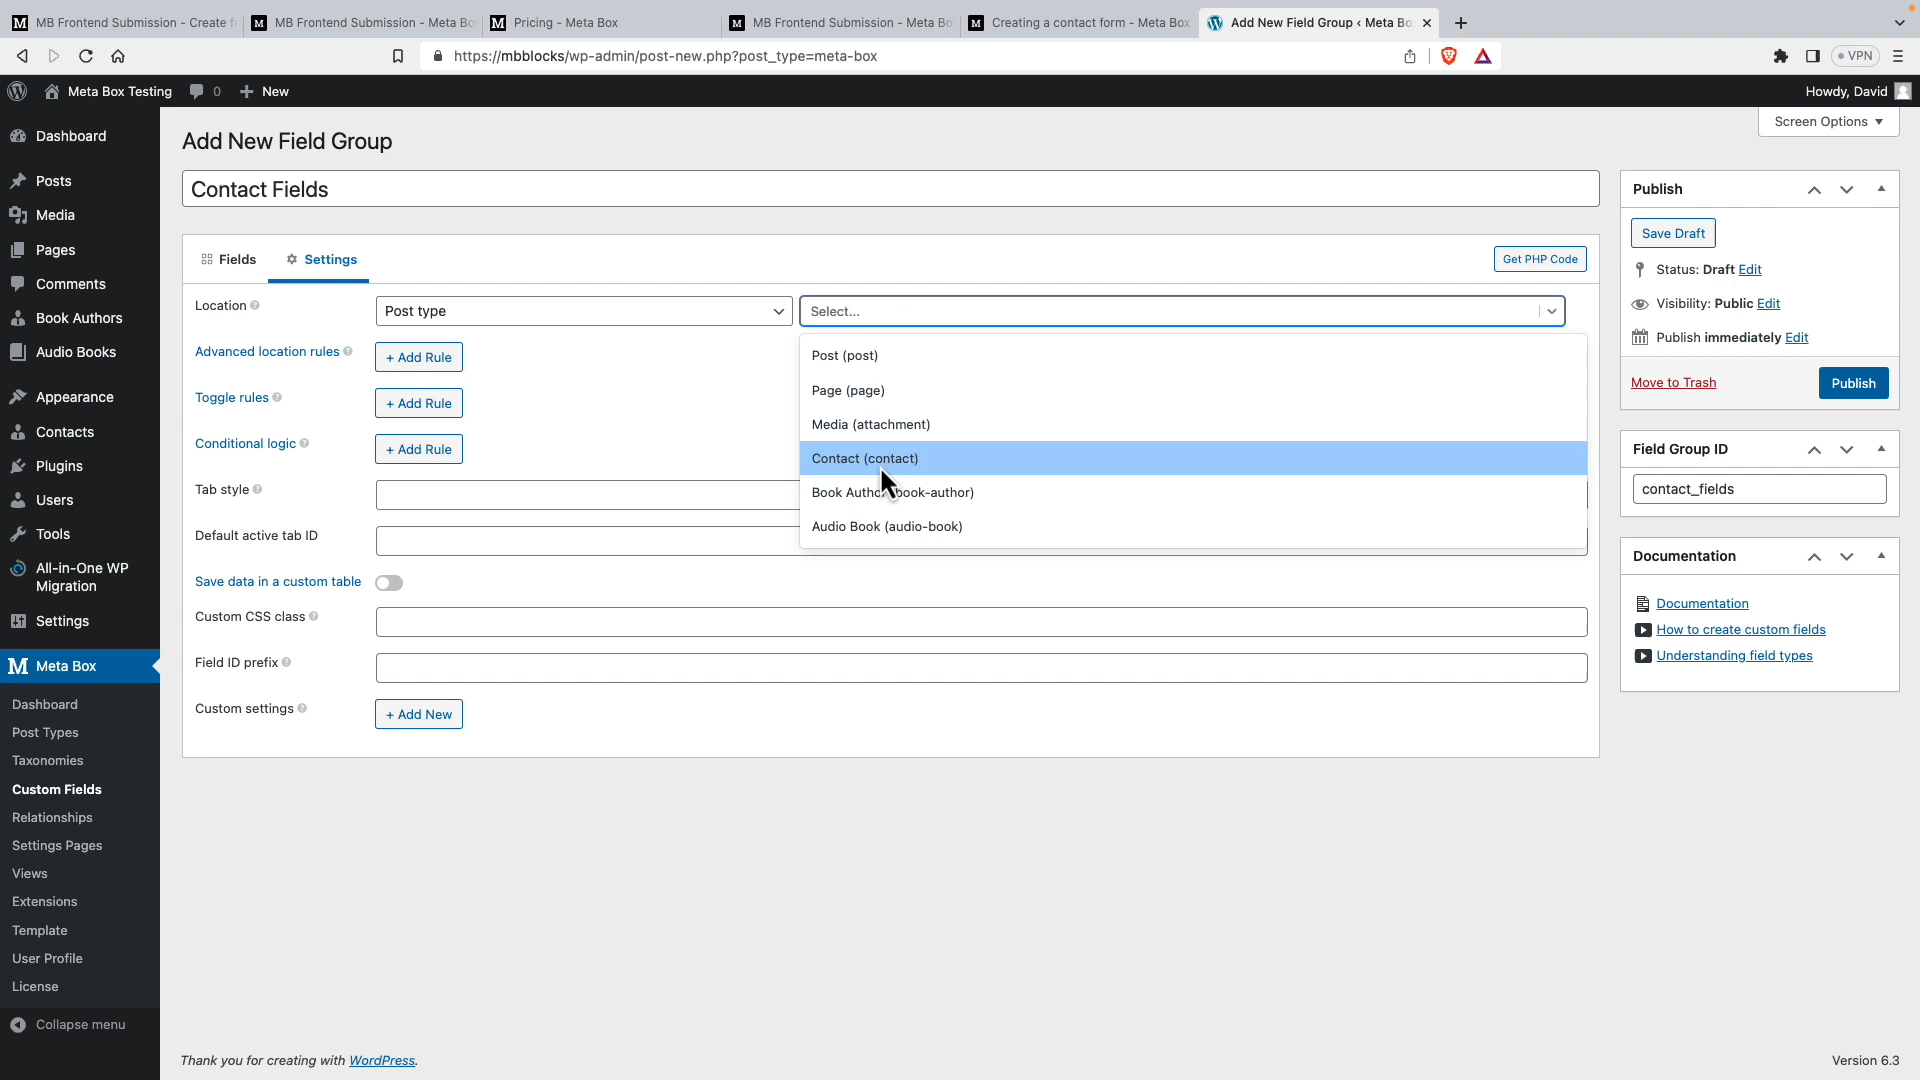 MB Frontend Submission - Create f
MB Frontend Submission - Meta Bo
Pricing - Meta Box
MB Frontend Submission - Meta Bo
Creating a contact form - Meta Box
Add New Field Group ‹ Meta Bo
https://mbblocks/wp-admin/post-new.php?post_type=meta-box
VPN
Meta Box Testing
0
New
Howdy, David
Dashboard
Posts
Media
Pages
Comments
Book Authors
Audio Books
Appearance
Contacts
Plugins
Users
Tools
All-in-One WP
Migration
Settings
Meta Box
Dashboard
Post Types
Taxonomies
Custom Fields
Relationships
Settings Pages
Views
Extensions
Template
User Profile
License
Collapse menu
Screen Options
Add New Field Group
Contact Fields
Fields
Settings
Get PHP Code
Location
Post type
Select...
Post (post)
Page (page)
Media (attachment)
Contact (contact)
Book Autho book-author)
Audio Book (audio-book)
Advanced location rules
+ Add Rule
Toggle rules
+ Add Rule
Conditional logic
+ Add Rule
Tab style
Default active tab ID
Save data in a custom table
Custom CSS class
Field ID prefix
Custom settings
+ Add New
Publish
Save Draft
Status: Draft Edit
Visibility: Public Edit
Publish immediately Edit
Move to Trash
Publish
Field Group ID
contact_fields
Documentation
Documentation
How to create custom fields
Understanding field types
Thank you for creating with WordPress.
Version 6.3